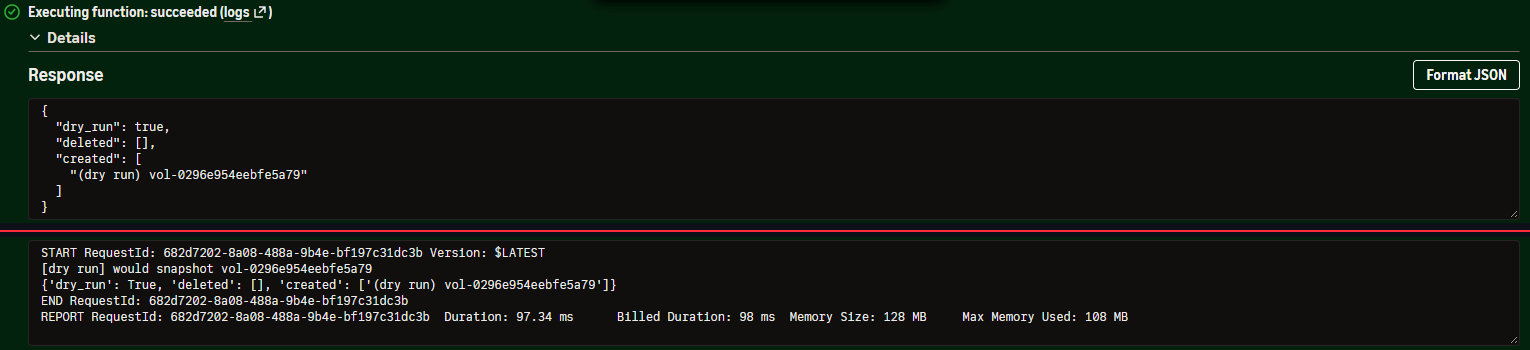 Executing function: succeeded (logs)
Details
Response
Format JSON
{
  "dry_run": true,
  "deleted": [],
  "created": [
    "(dry run) vol-0296e954eebfe5a79"
  ]
}
START RequestId: 682d7202-8a08-488a-9b4e-bf197c31dc3b Version: $LATEST
[dry run] would snapshot vol-0296e954eebfe5a79
{'dry_run': True, 'deleted': [], 'created': ['(dry run) vol-0296e954eebfe5a79']}
END RequestId: 682d7202-8a08-488a-9b4e-bf197c31dc3b
REPORT RequestId: 682d7202-8a08-488a-9b4e-bf197c31dc3b  Duration: 97.34 ms      Billed Duration: 98 ms  Memory Size: 128 MB     Max Memory Used: 108 MB